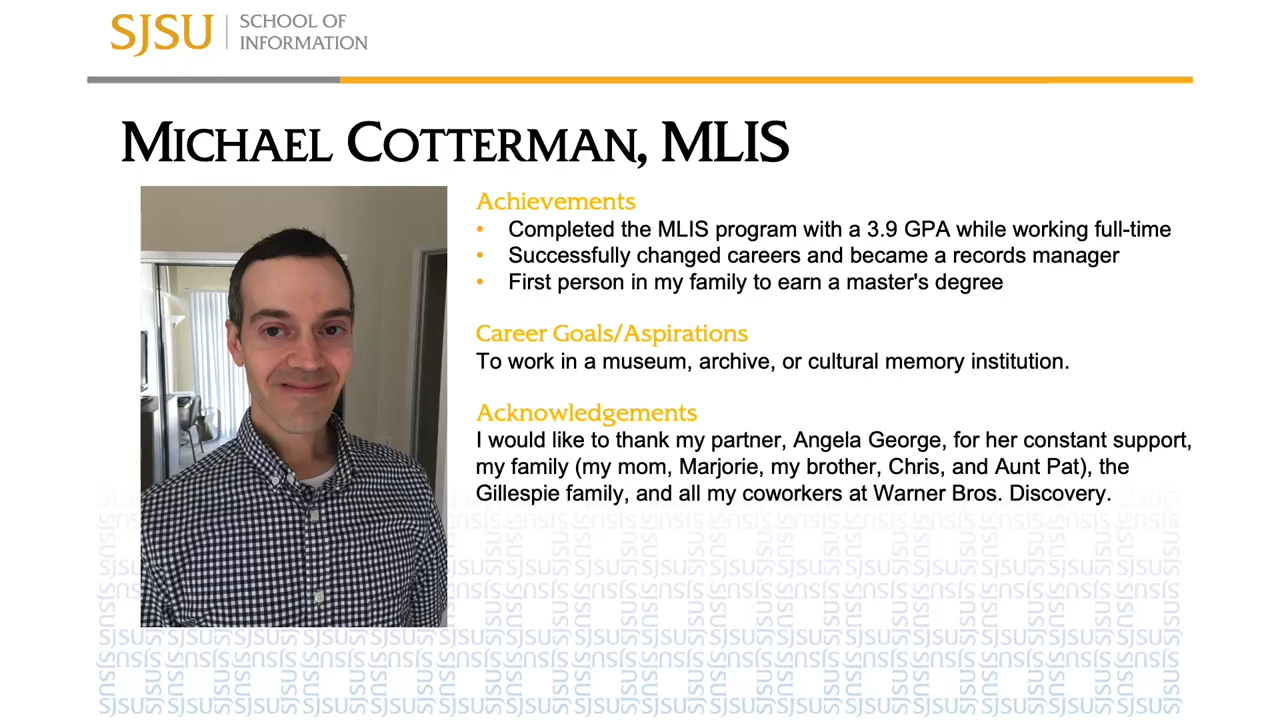 SJSU
SCHOOL OF
INFORMATION
MICHAEL COTTERMAN, MLIS
Achievements
• Completed the MLIS program with a 3.9 GPA while working full-time
• Successfully changed careers and became a records manager
• First person in my family to earn a master's degree
Career Goals/Aspirations
To work in a museum, archive, or cultural memory institution.
Acknowledgements
I would like to thank my partner, Angela George, for her constant support,
my family (my mom, Marjorie, my brother, Chris, and Aunt Pat), the
Gillespie family, and all my coworkers at Warner Bros. Discovery.